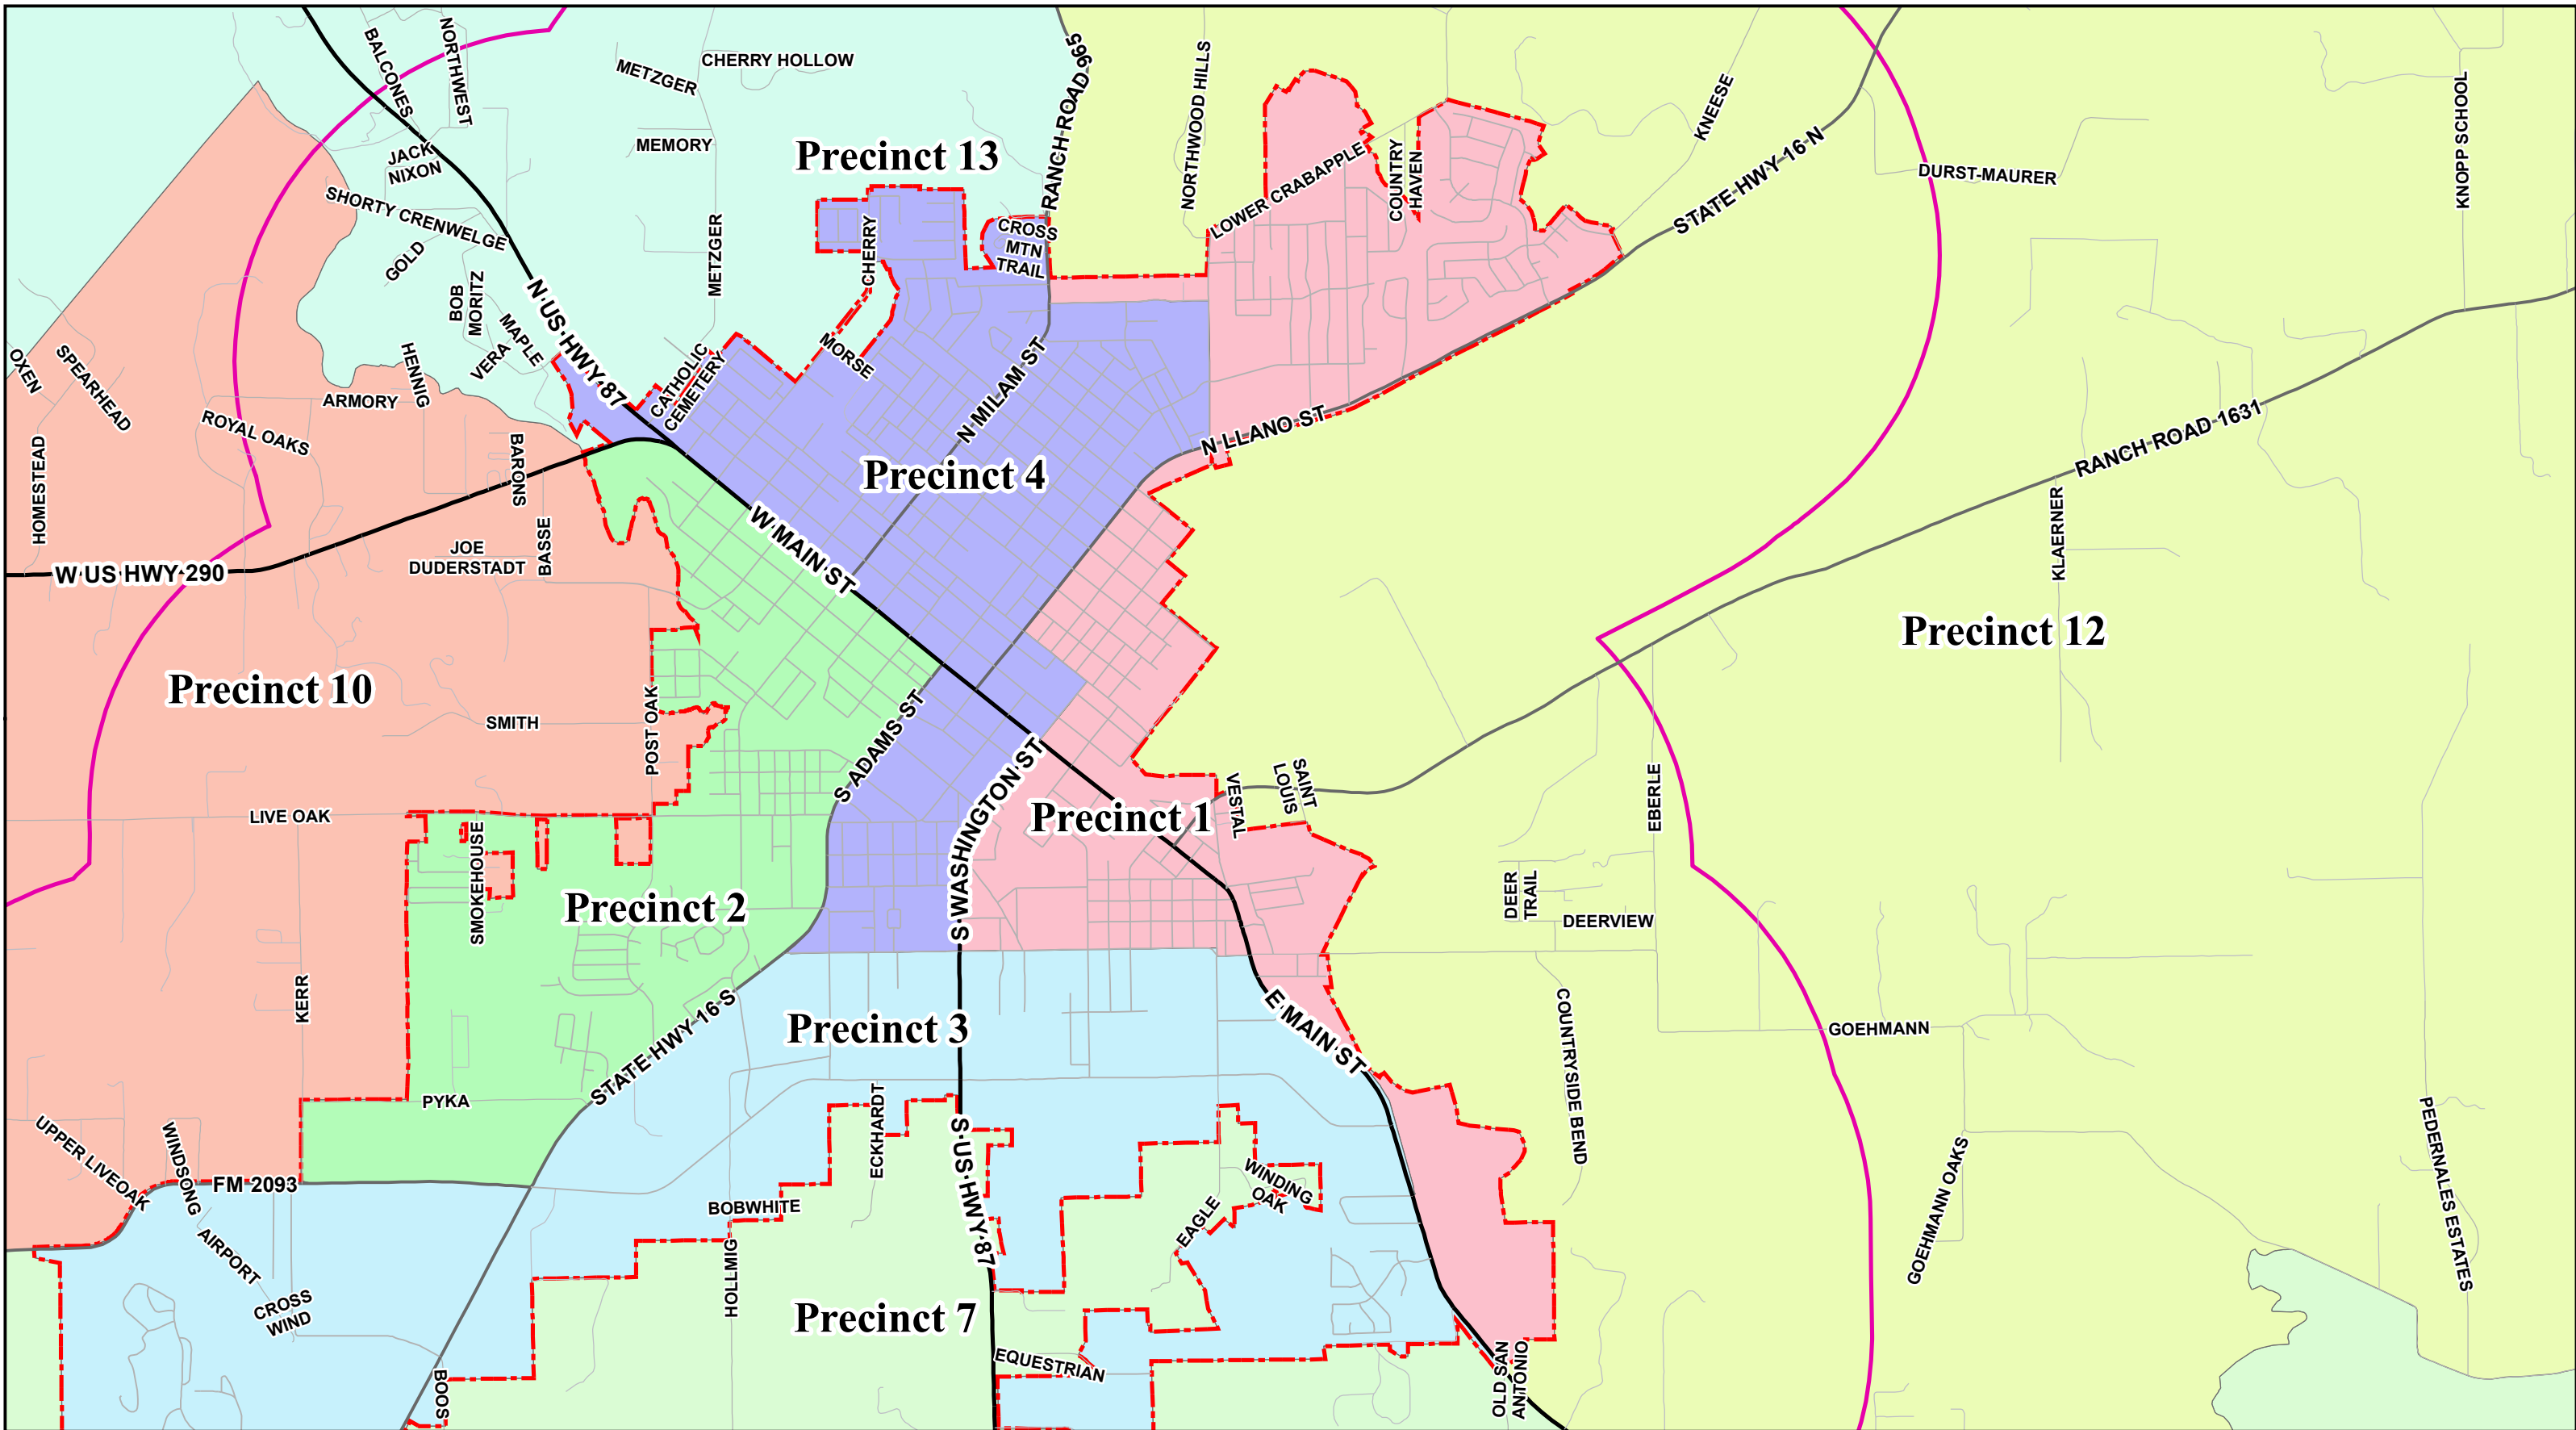 BALCONES
NORTHWEST
METZGER
CHERRY HOLLOW
RANCH ROAD 965
NORTHWOOD HILLS
KNEESE
KNOPP SCHOOL
JACK
NIXON
MEMORY
Precinct 13
LOWER CRABAPPLE
COUNTRY
HAVEN
STATE HWY 16 N
DURST-MAURER
SHORTY CRENWELGE
GOLD
BOB
MORITZ
METZGER
CHERRY
CROSS
MTN
TRAIL
N US HWY 87
MAPLE
VERA
HENNIG
OXEN
SPEARHEAD
ARMORY
ROYAL OAKS
CATHOLIC
CEMETERY
MORSE
N MILAM ST
N LLANO ST
RANCH ROAD 1631
HOMESTEAD
BARONS
Precinct 4
KLAERNER
W MAIN ST
JOE
DUDERSTADT
BASSE
W US HWY 290
Precinct 12
Precinct 10
SMITH
POST OAK
S ADAMS ST
S WASHINGTON ST
Precinct 1
VESTAL
SAINT
LOUIS
EBERLE
LIVE OAK
SMOKEHOUSE
Precinct 2
DEER
TRAIL
DEERVIEW
KERR
STATE HWY 16 S
Precinct 3
E MAIN ST
COUNTRYSIDE BEND
GOEHMANN
PYKA
ECKHARDT
UPPER LIVEOAK
WINDSONG
FM 2093
S US HWY 87
WINDING
OAK
EAGLE
GOEHMANN OAKS
PEDERNALES ESTATES
BOBWHITE
AIRPORT
HOLLMIG
CROSS
WIND
Precinct 7
EQUESTRIAN
BOOS
OLD SAN
ANTONIO